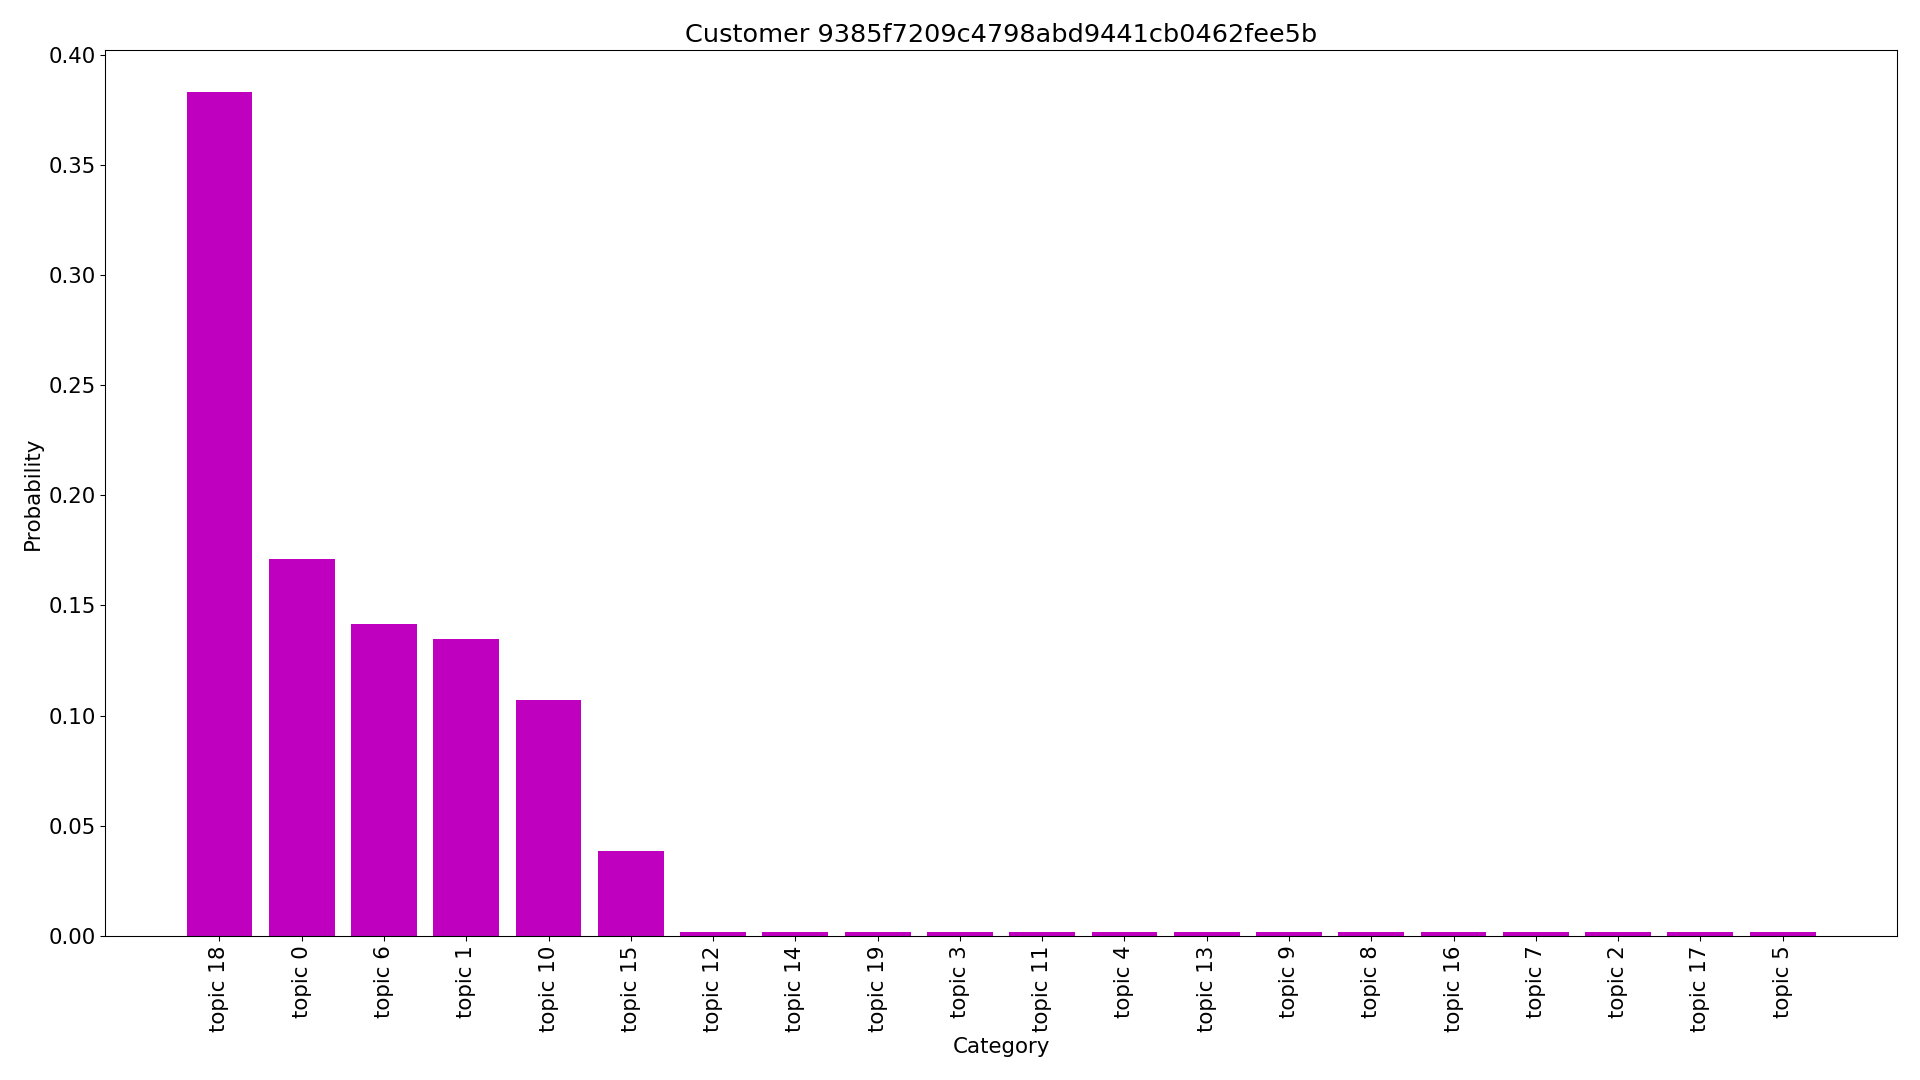 Customer 9385f7209c4798abd9441cb0462fee5b
0.40
0.35
0.30
0.25
0.20
0.15
0.10
0.05
0.00
Probability
topic 18
topic 0
topic 6
topic 1
topic 10
topic 15
topic 12
topic 14
topic 19
topic 3
topic 11
topic 4
topic 13
topic 9
topic 8
topic 16
topic 7
topic 2
topic 17
topic 5
Category